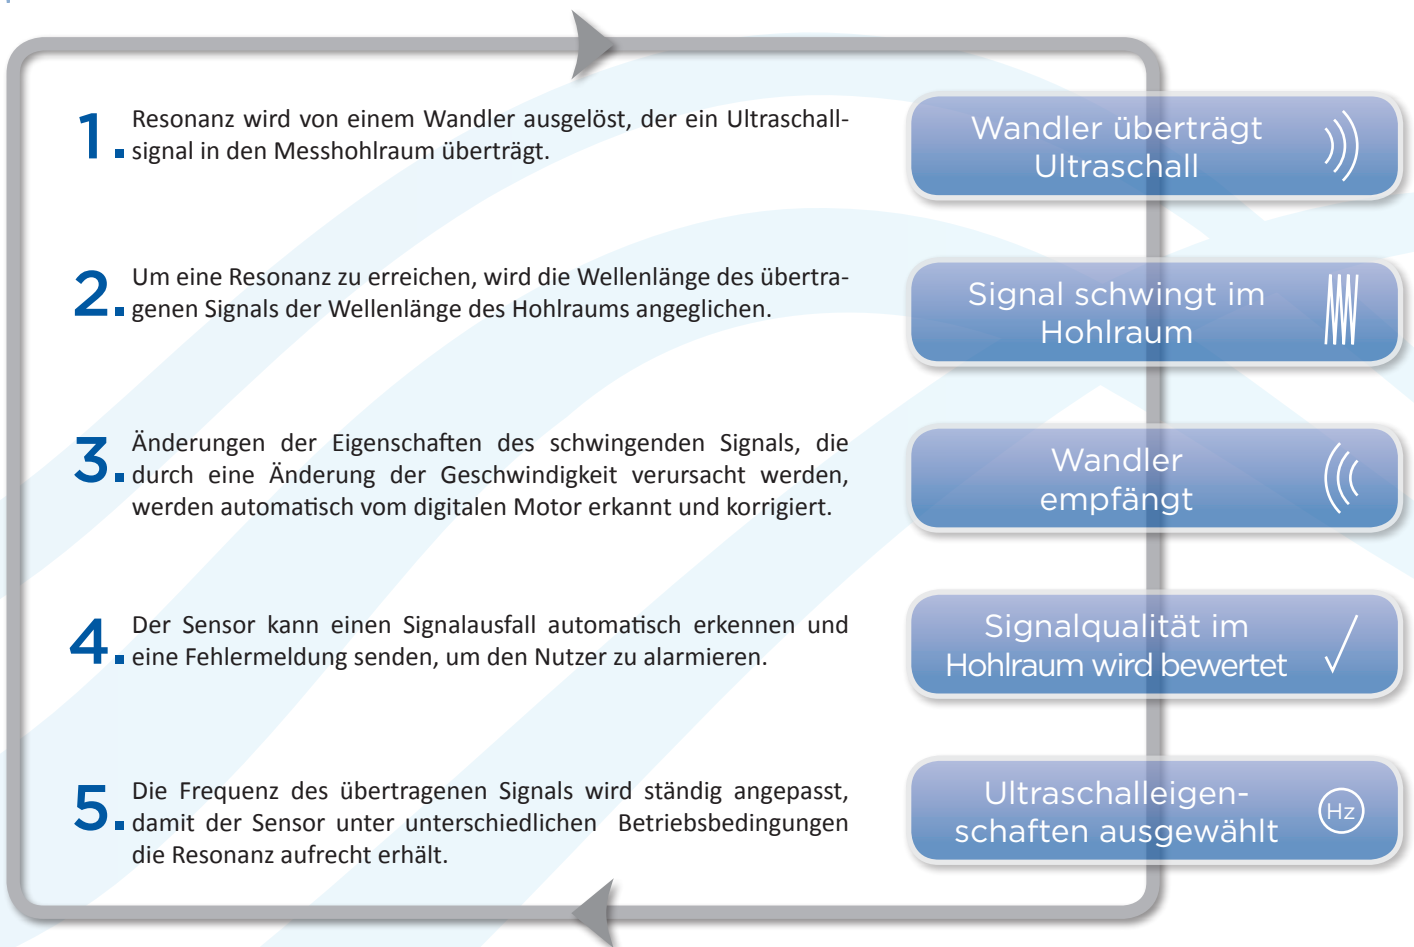 1. Resonanz wird von einem Wandler ausgelöst, der ein Ultraschall-
signal in den Messhohlraum überträgt.
Wandler überträgt
Ultraschall
2. Um eine Resonanz zu erreichen, wird die Wellenlänge des übertra-
genen Signals der Wellenlänge des Hohlraums angeglichen.
Signal schwingt im
Hohlraum
3. Änderungen der Eigenschaften des schwingenden Signals, die
durch eine Änderung der Geschwindigkeit verursacht werden,
werden automatisch vom digitalen Motor erkannt und korrigiert.
Wandler
empfängt
4. Der Sensor kann einen Signalausfall automatisch erkennen und
eine Fehlermeldung senden, um den Nutzer zu alarmieren.
Signalqualität im
Hohlraum wird bewertet
5. Die Frequenz des übertragenen Signals wird ständig angepasst,
damit der Sensor unter unterschiedlichen Betriebsbedingungen
die Resonanz aufrecht erhält.
Ultraschalleigen-
schaften ausgewählt
Hz